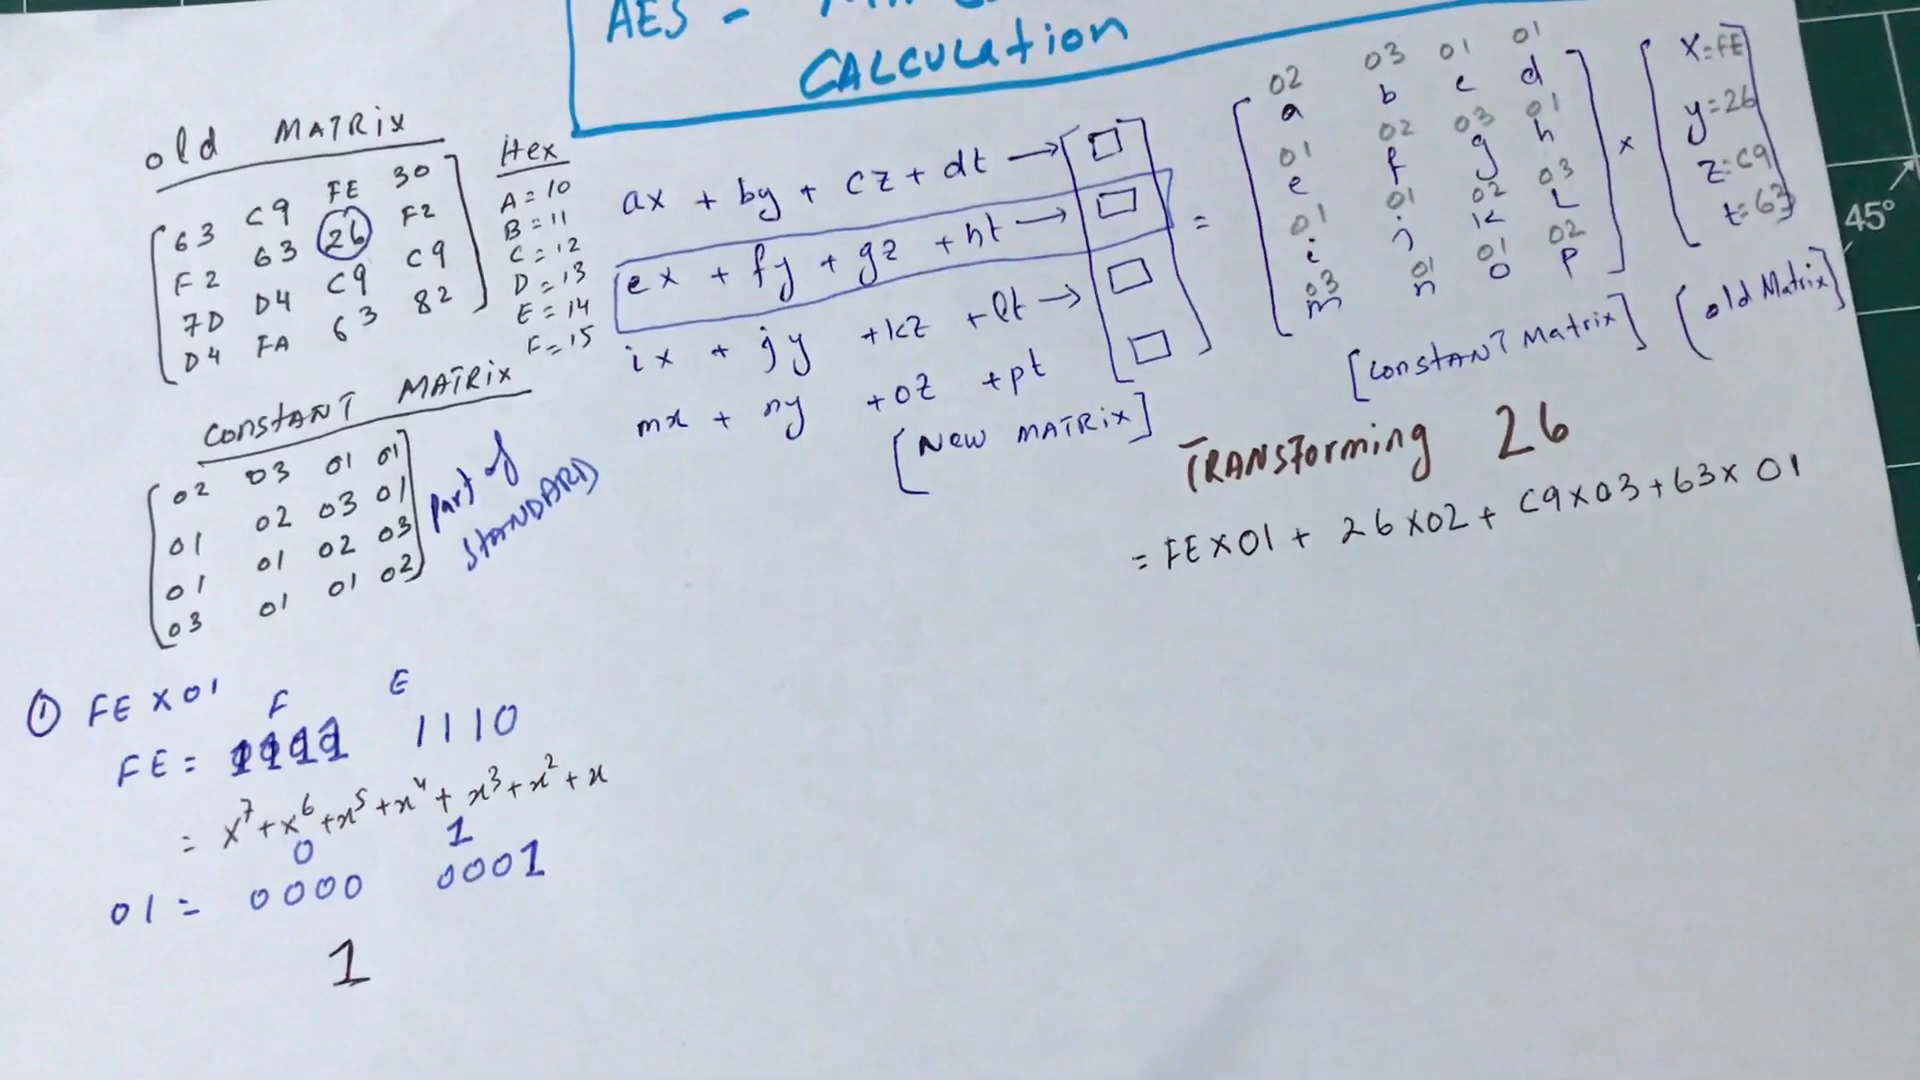 AES -
CALCULATION
old MATRIX
63 C9 FE 30
F2 63 26 F2
7D D4 C9 C9
D4 FA 63 82
Hex
A = 10
B = 11
C = 12
D = 13
E = 14
F = 15
CONSTANT MATRIX
02 03 01 01
01 02 03 01
01 01 02 03
03 01 01 02
part of
STANDARD
ax + by + cz + dt →
ex + fy + gz + ht →
ix + jy + kz + lt →
mx + ny + oz + pt
[NEW MATRIX]
=
02 03 01 01
a b c d
01 02 03 01
e f g h
01 01 02 03
i j k L
03 01 01 02
m n o p
×
X=FE
y=26
z=C9
t=63
[CONSTANT Matrix] [old Matrix]
TRANSforming 26
= FE X 01 + 26 X 02 + C9 X 03 + 63 X 01
① FE X 01
F E
FE = 1111 1110
= x⁷+x⁶+x⁵+x⁴+x³+x²+x
0 1
01 = 0000 0001
1
45°